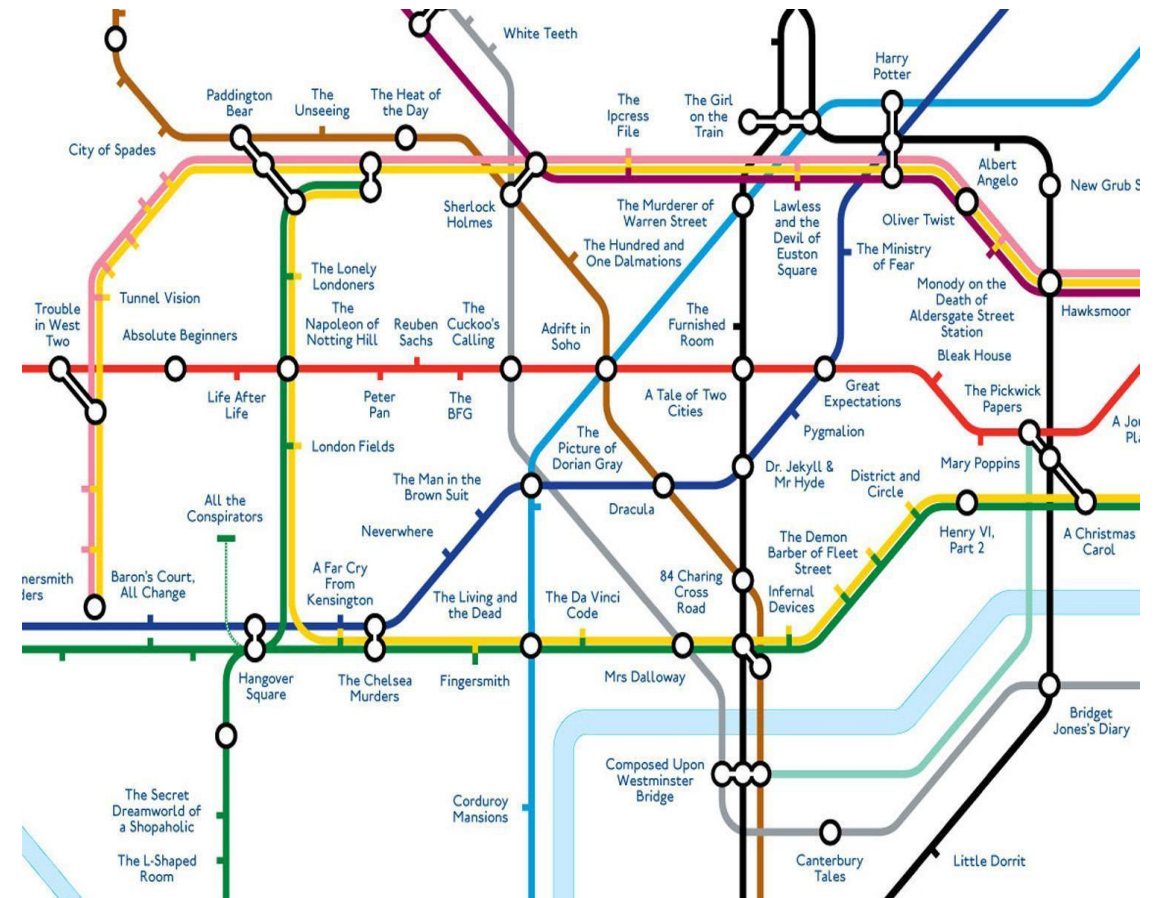 White Teeth
Harry
Potter
Paddington
Bear
The
Unseeing
The Heat of
the Day
The
Ipcress
File
The Girl
on the
Train
City of Spades
Albert
Angelo
New Grub S
Sherlock
Holmes
The Murderer of
Warren Street
Lawless
and the
Devil of
Euston
Square
Oliver Twist
The Hundred and
One Dalmations
The Ministry
of Fear
The Lonely
Londoners
Tunnel Vision
Monody on the
Death of
Aldersgate Street
Station
Hawksmoor
Trouble
in West
Two
Absolute Beginners
The
Napoleon of
Notting Hill
Reuben
Sachs
The
Cuckoo's
Calling
Adrift in
Soho
The
Furnished
Room
Bleak House
Life After
Life
Peter
Pan
The
BFG
A Tale of Two
Cities
Great
Expectations
The Pickwick
Papers
A Jou
Pla
London Fields
The
Picture of
Dorian Gray
Pygmalion
Mary Poppins
The Man in the
Brown Suit
Dr. Jekyll &
Mr Hyde
District and
Circle
All the
Conspirators
Dracula
Neverwhere
The Demon
Barber of Fleet
Street
Henry VI,
Part 2
A Christmas
Carol
mersmith
ders
Baron's Court,
All Change
A Far Cry
From
Kensington
The Living and
the Dead
The Da Vinci
Code
84 Charing
Cross
Road
Infernal
Devices
Hangover
Square
The Chelsea
Murders
Fingersmith
Mrs Dalloway
Bridget
Jones's Diary
Composed Upon
Westminster
Bridge
The Secret
Dreamworld of
a Shopaholic
Corduroy
Mansions
The L-Shaped
Room
Canterbury
Tales
Little Dorrit